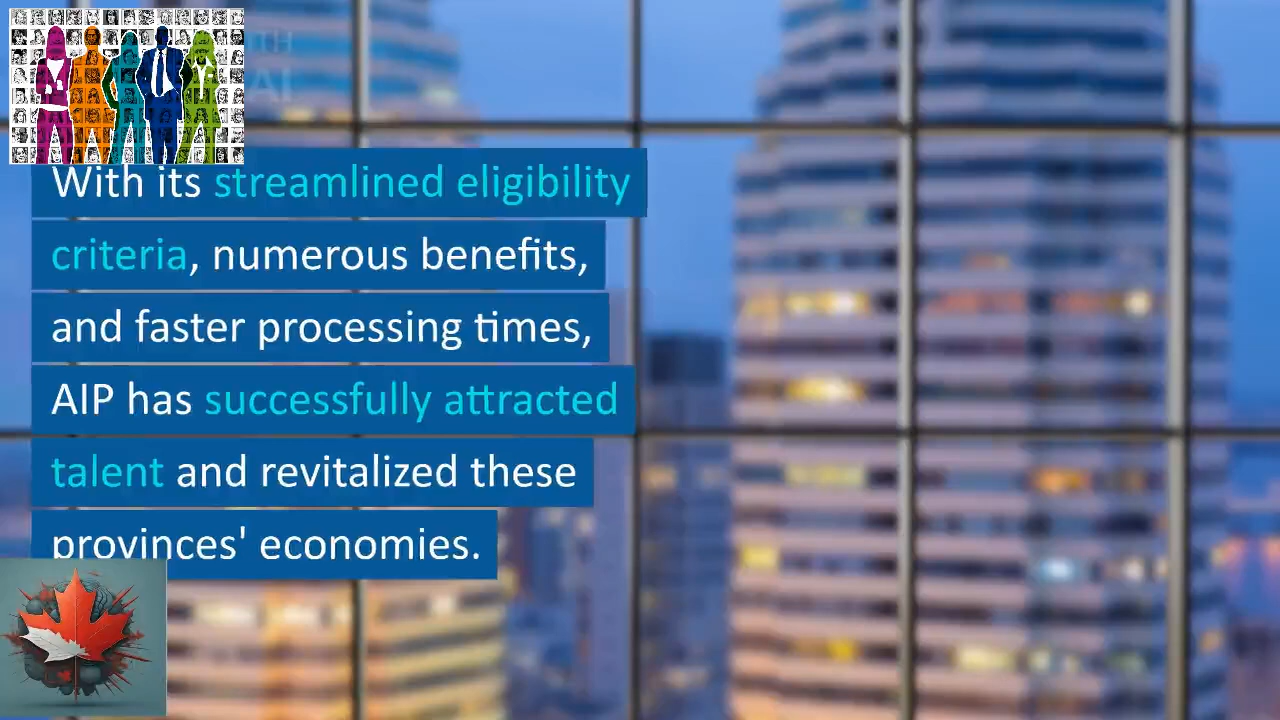 With its streamlined eligibility
criteria, numerous benefits,
and faster processing times,
AIP has successfully attracted
talent and revitalized these
provinces' economies.